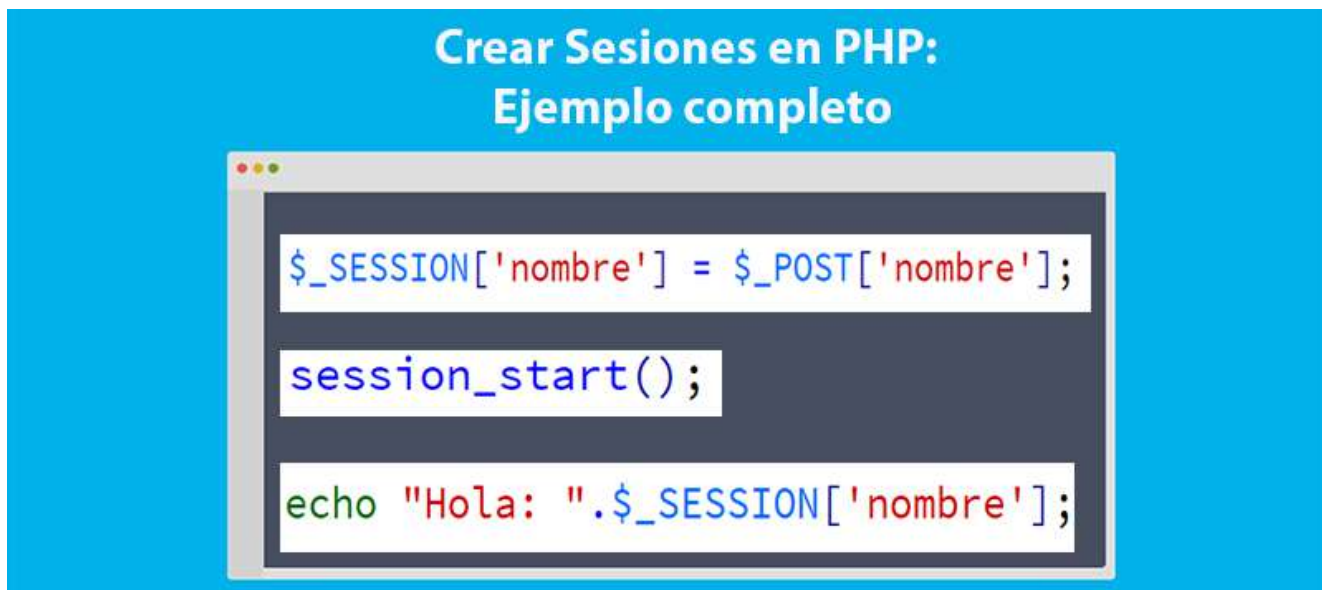 Crear Sesiones en PHP:
Ejemplo completo
$_SESSION['nombre'] = $_POST['nombre'];
session_start();
echo "Hola: ".$_SESSION['nombre'];